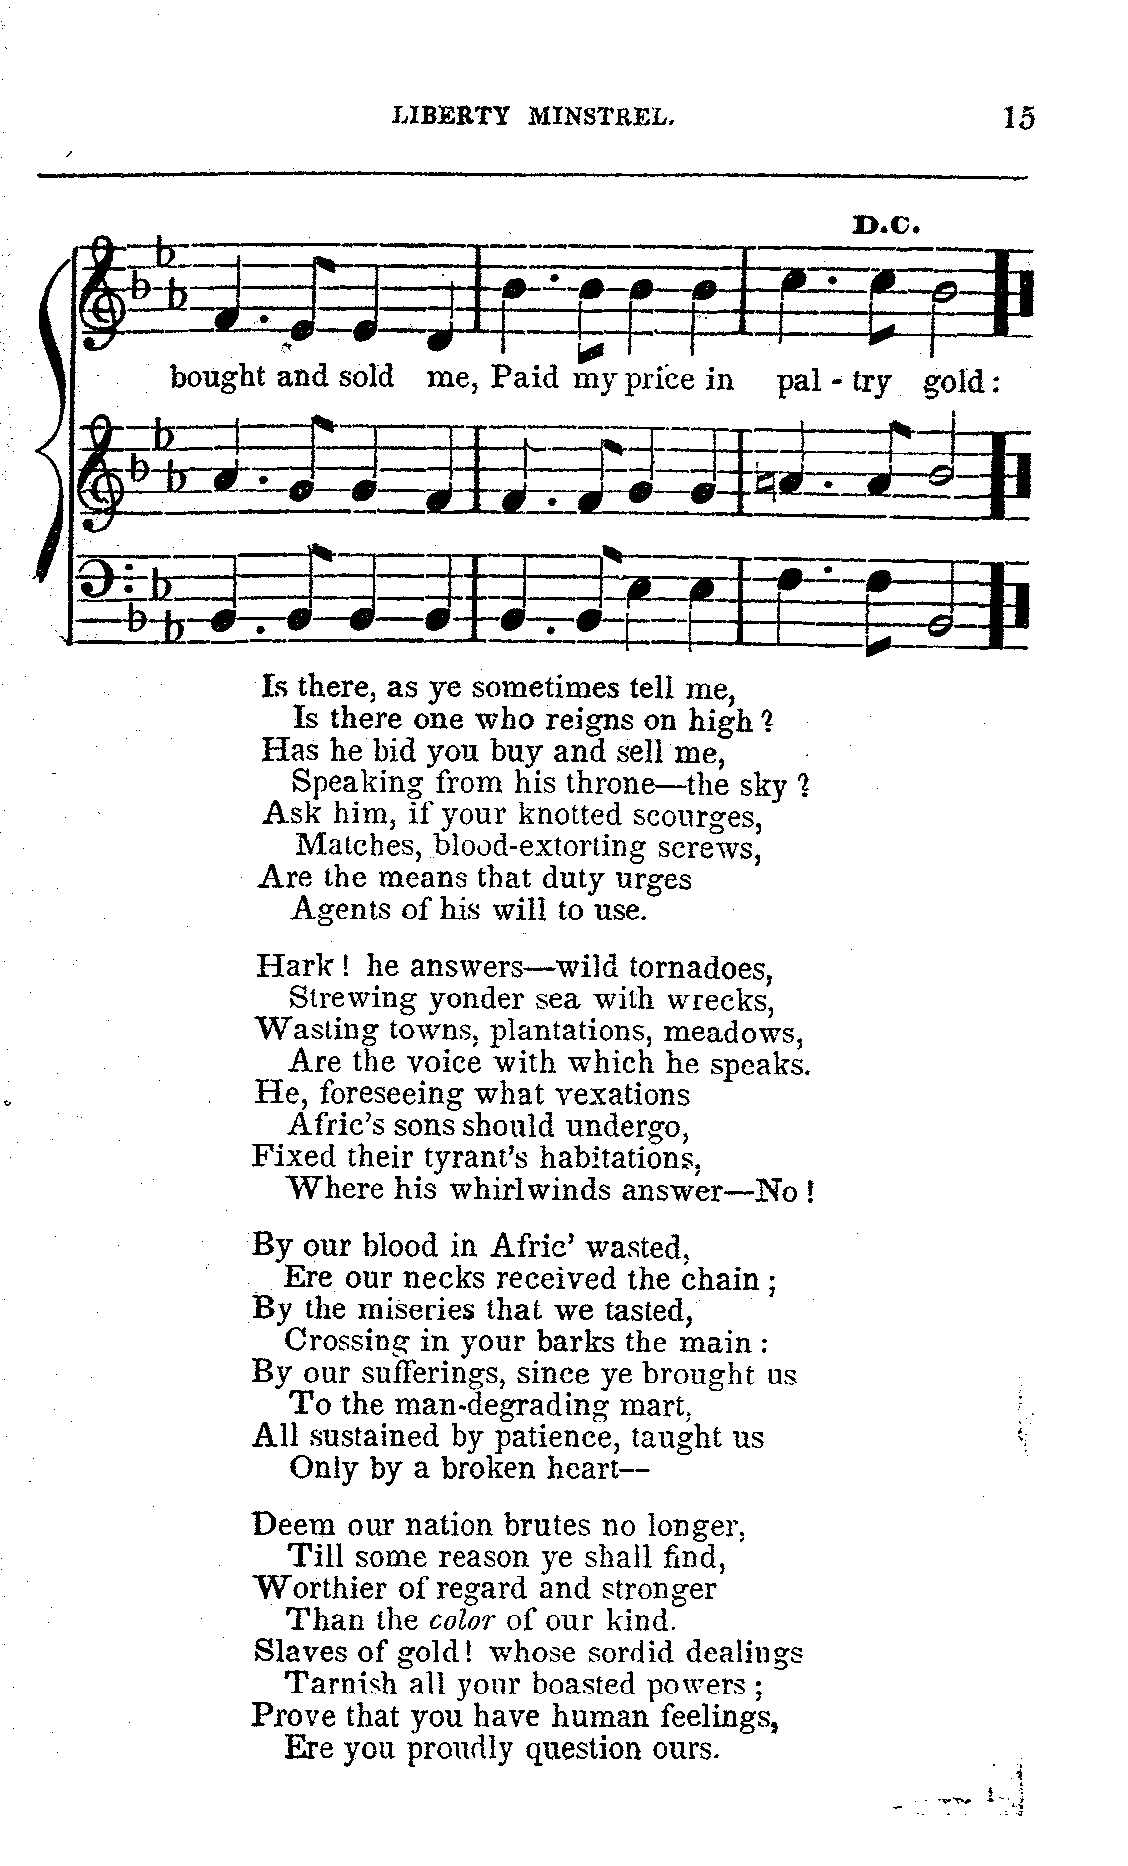 LIBERTY MINSTREL. 15
D.C.
bought and sold me, Paid my price in pal - try gold:
Is there, as ye sometimes tell me,
Is there one who reigns on high?
Has he bid you buy and sell me,
Speaking from his throne—the sky?
Ask him, if your knotted scourges,
Matches, blood-extorting screws,
Are the means that duty urges
Agents of his will to use.
Hark! he answers—wild tornadoes,
Strewing yonder sea with wrecks,
Wasting towns, plantations, meadows,
Are the voice with which he speaks.
He, foreseeing what vexations
Afric's sons should undergo,
Fixed their tyrant's habitations,
Where his whirlwinds answer—No!
By our blood in Afric' wasted,
Ere our necks received the chain;
By the miseries that we tasted,
Crossing in your barks the main:
By our sufferings, since ye brought us
To the man-degrading mart,
All sustained by patience, taught us
Only by a broken heart—
Deem our nation brutes no longer,
Till some reason ye shall find,
Worthier of regard and stronger
Than the color of our kind.
Slaves of gold! whose sordid dealings
Tarnish all your boasted powers;
Prove that you have human feelings,
Ere you proudly question ours.